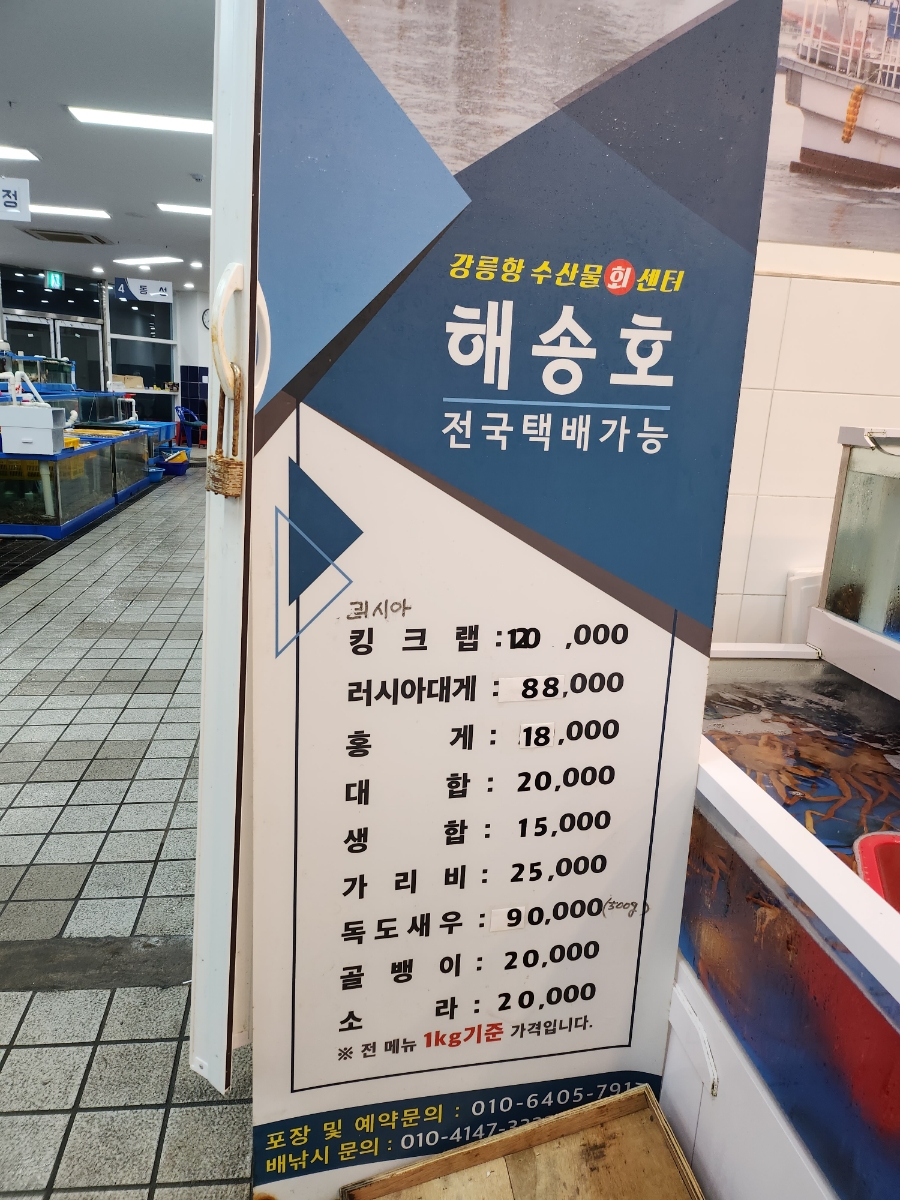 정
4 동성
강릉항 수산물회센터
해송호
전국택배가능
러시아
킹크랩 : 120,000
러시아대게 : 88,000
홍게 : 18,000
대합 : 20,000
생합 : 15,000
가리비 : 25,000
독도새우 : 90,000(300g)
골뱅이 : 20,000
소라 : 20,000
※ 전 메뉴 1kg기준 가격입니다.
포장 및 예약문의 : 010-6405-791
배낚시 문의 : 010-4147-